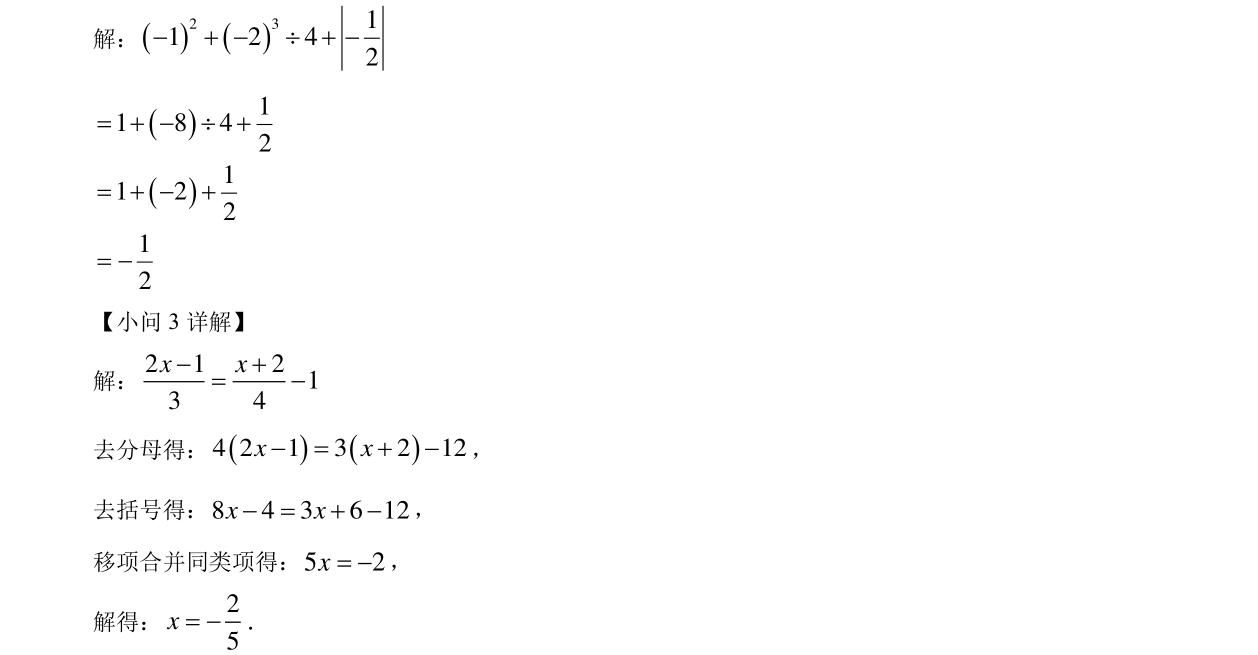 解：(−1)²+(−2)³÷4+|−1/2|
=1+(−8)÷4+1/2
=1+(−2)+1/2
=−1/2
【小问 3 详解】
解：(2x−1)/3=(x+2)/4−1
去分母得：4(2x−1)=3(x+2)−12，
去括号得：8x−4=3x+6−12，
移项合并同类项得：5x=−2，
解得：x=−2/5．